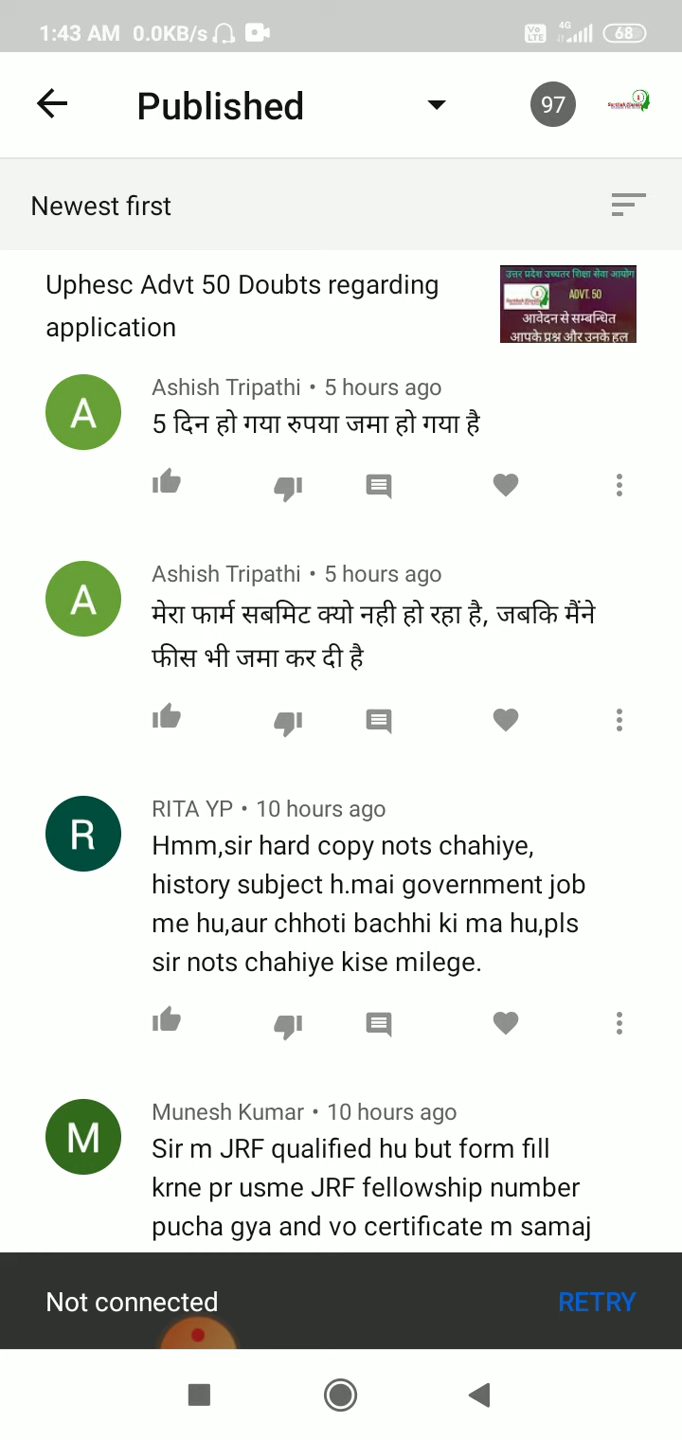 1:43 AM 0.0KB/s
Vo LTE 4G 68
Published
97
Newest first
Uphesc Advt 50 Doubts regarding
application
उत्तर प्रदेश उच्चतर शिक्षा सेवा आयोग
ADVT. 50
आवेदन से सम्बन्धित
आपके प्रश्न और उनके हल
A
Ashish Tripathi • 5 hours ago
5 दिन हो गया रुपया जमा हो गया है
A
Ashish Tripathi • 5 hours ago
मेरा फार्म सबमिट क्यो नही हो रहा है, जबकि मैंने
फीस भी जमा कर दी है
R
RITA YP • 10 hours ago
Hmm,sir hard copy nots chahiye,
history subject h.mai government job
me hu,aur chhoti bachhi ki ma hu,pls
sir nots chahiye kise milege.
M
Munesh Kumar • 10 hours ago
Sir m JRF qualified hu but form fill
krne pr usme JRF fellowship number
pucha gya and vo certificate m samaj
Not connected
RETRY